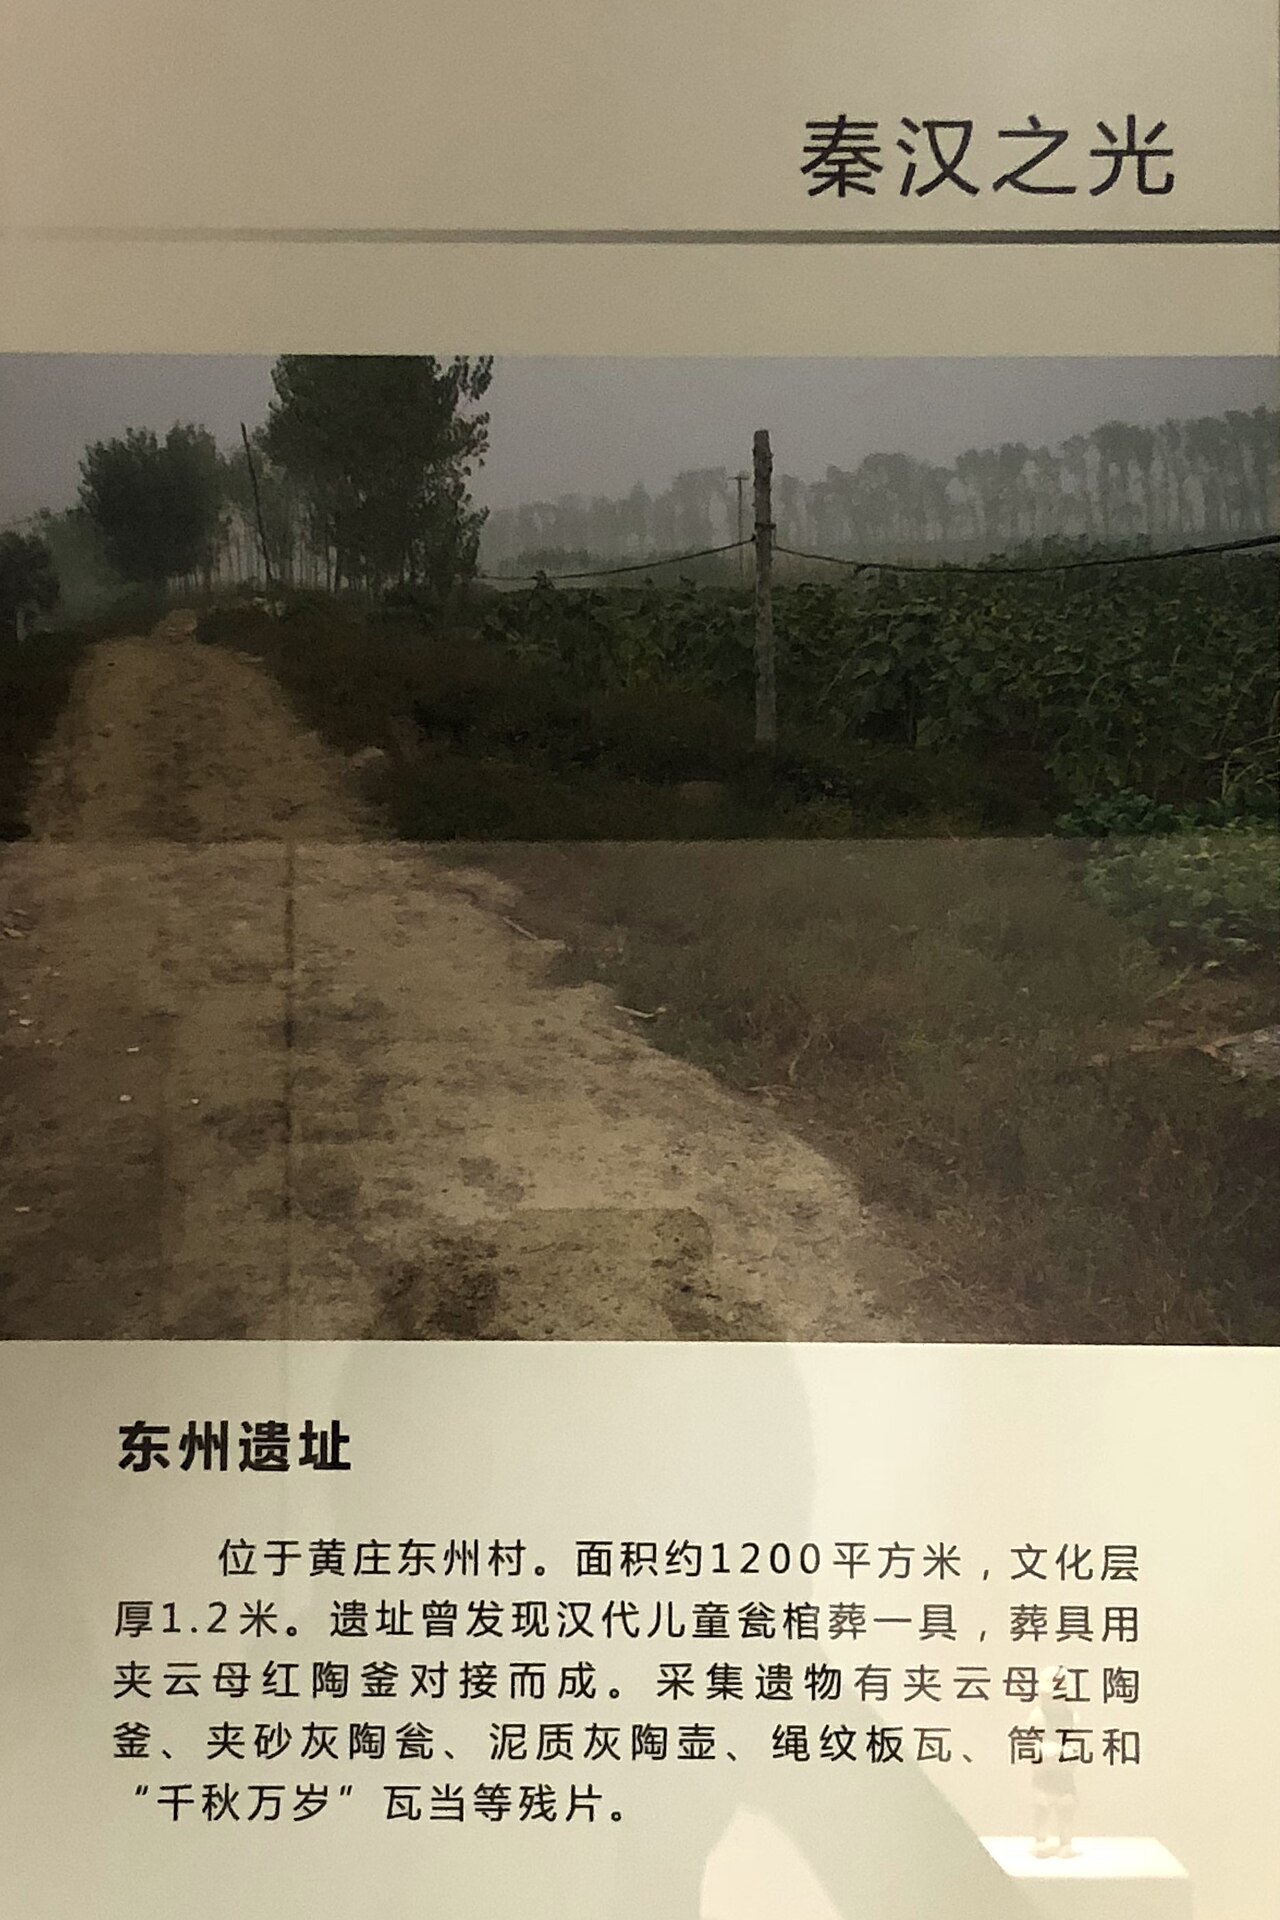 秦汉之光
东州遗址
位于黄庄东州村。面积约1200平方米，文化层
厚1.2米。遗址曾发现汉代儿童瓮棺葬一具，葬具用
夹云母红陶釜对接而成。采集遗物有夹云母红陶
釜、夹砂灰陶瓮、泥质灰陶壶、绳纹板瓦、筒瓦和
“千秋万岁”瓦当等残片。